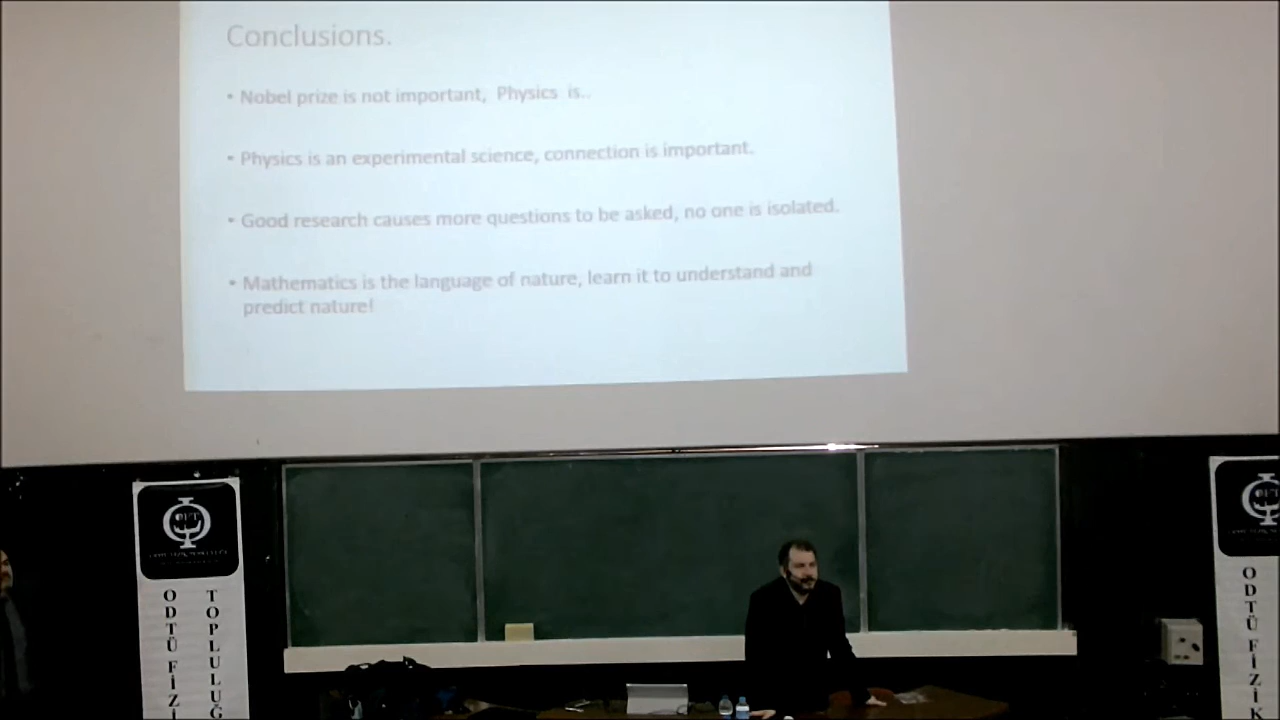 Conclusions.
• Nobel prize is not important, Physics is..
• Physics is an experimental science, connection is important.
• Good research causes more questions to be asked, no one is isolated.
• Mathematics is the language of nature, learn it to understand and
predict nature!
ODTÜ FİZİ
TOPLULUĞ
ODTÜ FİZİK